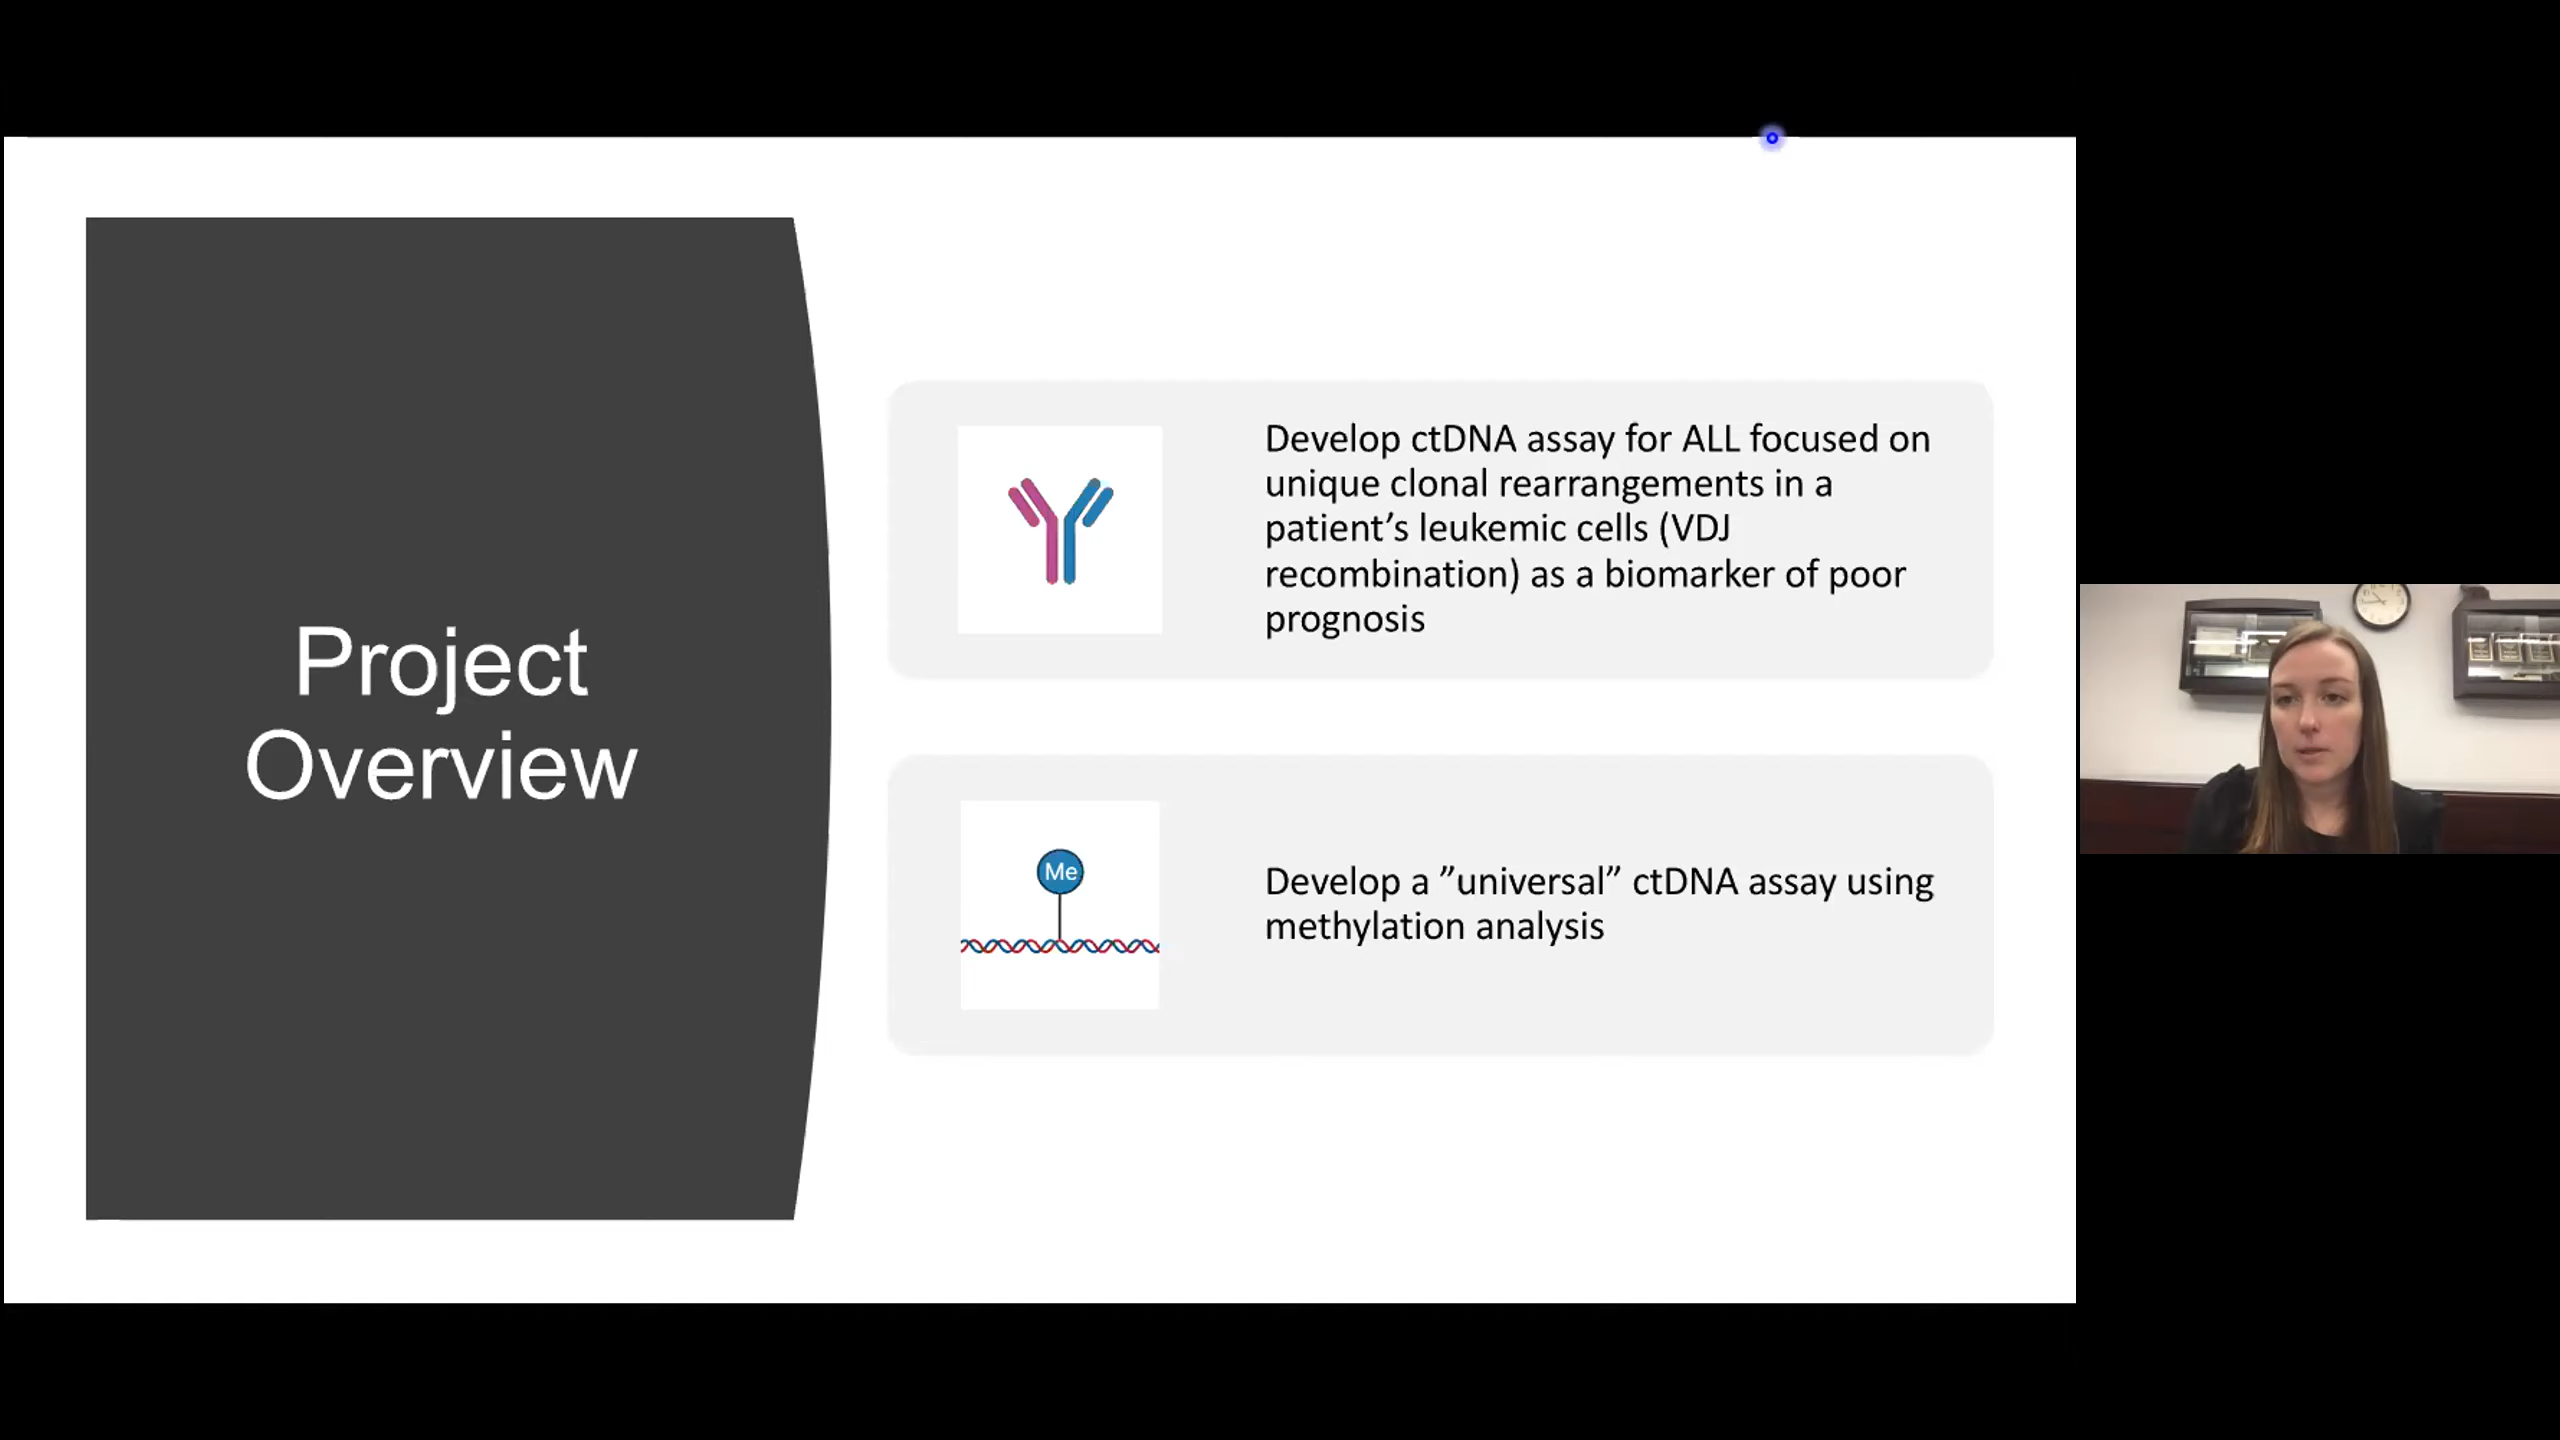 Project
Overview
Develop ctDNA assay for ALL focused on
unique clonal rearrangements in a
patient’s leukemic cells (VDJ
recombination) as a biomarker of poor
prognosis
Me
Develop a ”universal” ctDNA assay using
methylation analysis